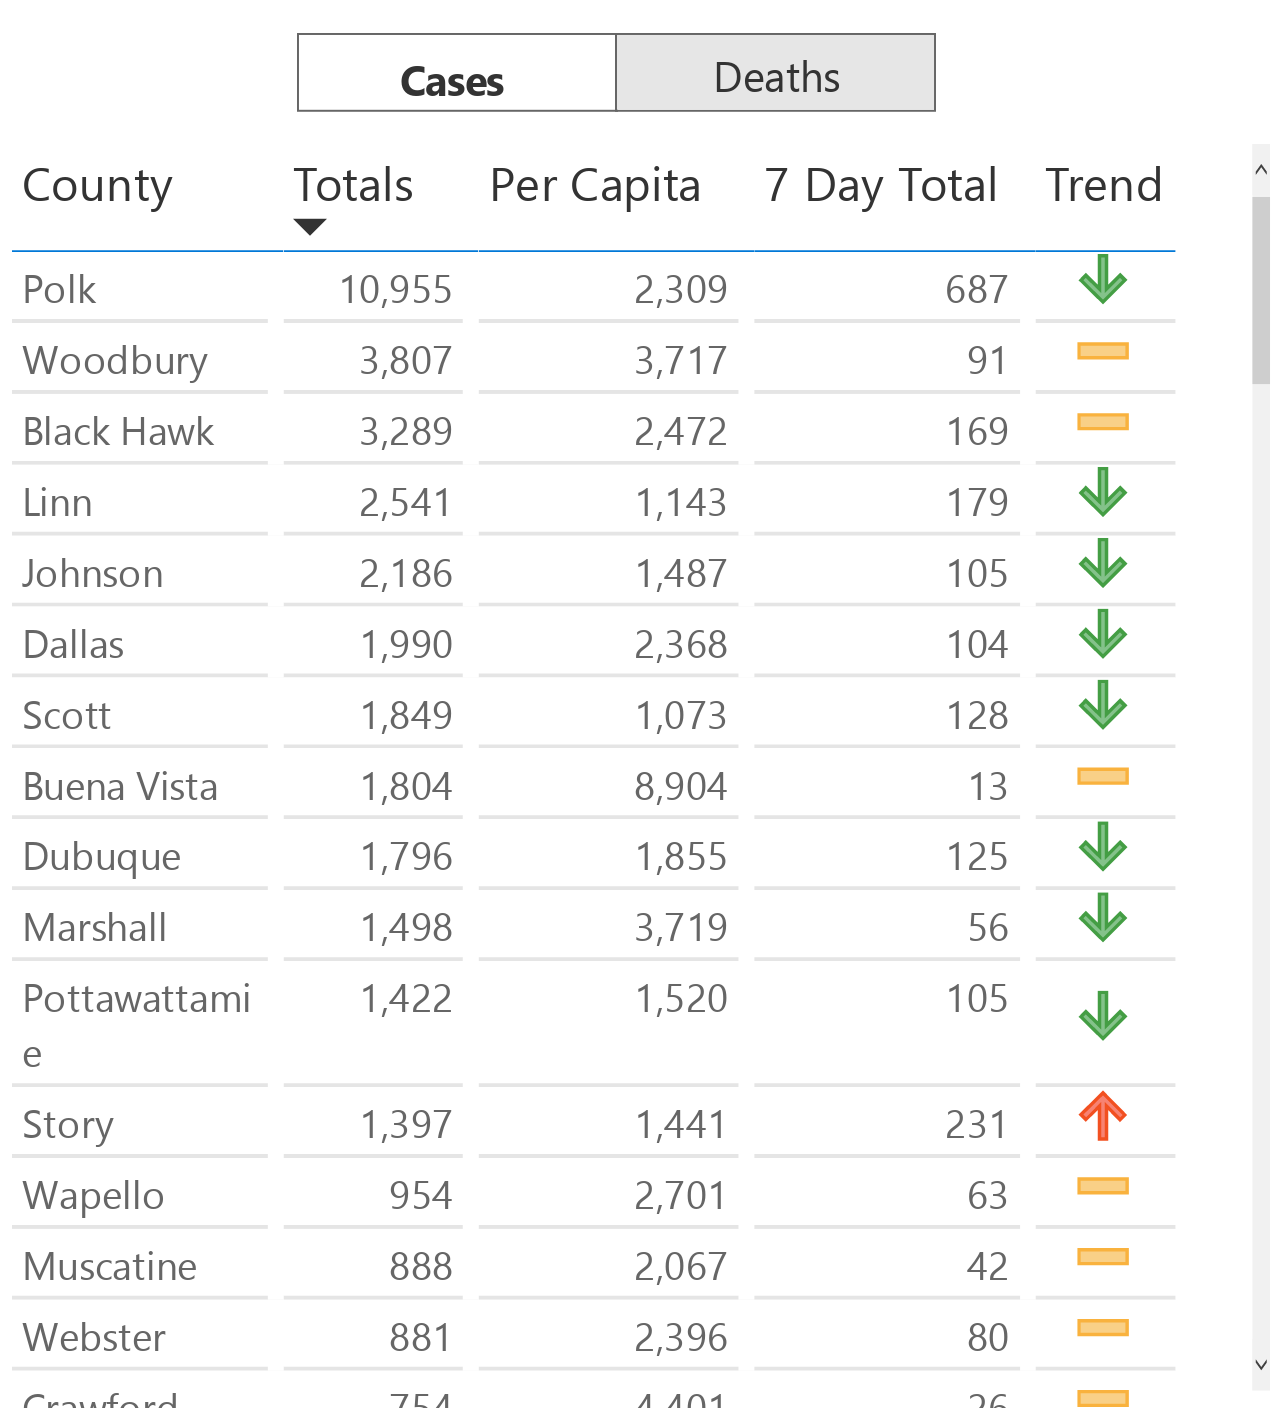 Cases Deaths
County Totals Per Capita 7 Day Total Trend
Polk 10,955 2,309 687
Woodbury 3,807 3,717 91
Black Hawk 3,289 2,472 169
Linn 2,541 1,143 179
Johnson 2,186 1,487 105
Dallas 1,990 2,368 104
Scott 1,849 1,073 128
Buena Vista 1,804 8,904 13
Dubuque 1,796 1,855 125
Marshall 1,498 3,719 56
Pottawattami 1,422 1,520 105
e
Story 1,397 1,441 231
Wapello 954 2,701 63
Muscatine 888 2,067 42
Webster 881 2,396 80
Crawford 754 4,401 26